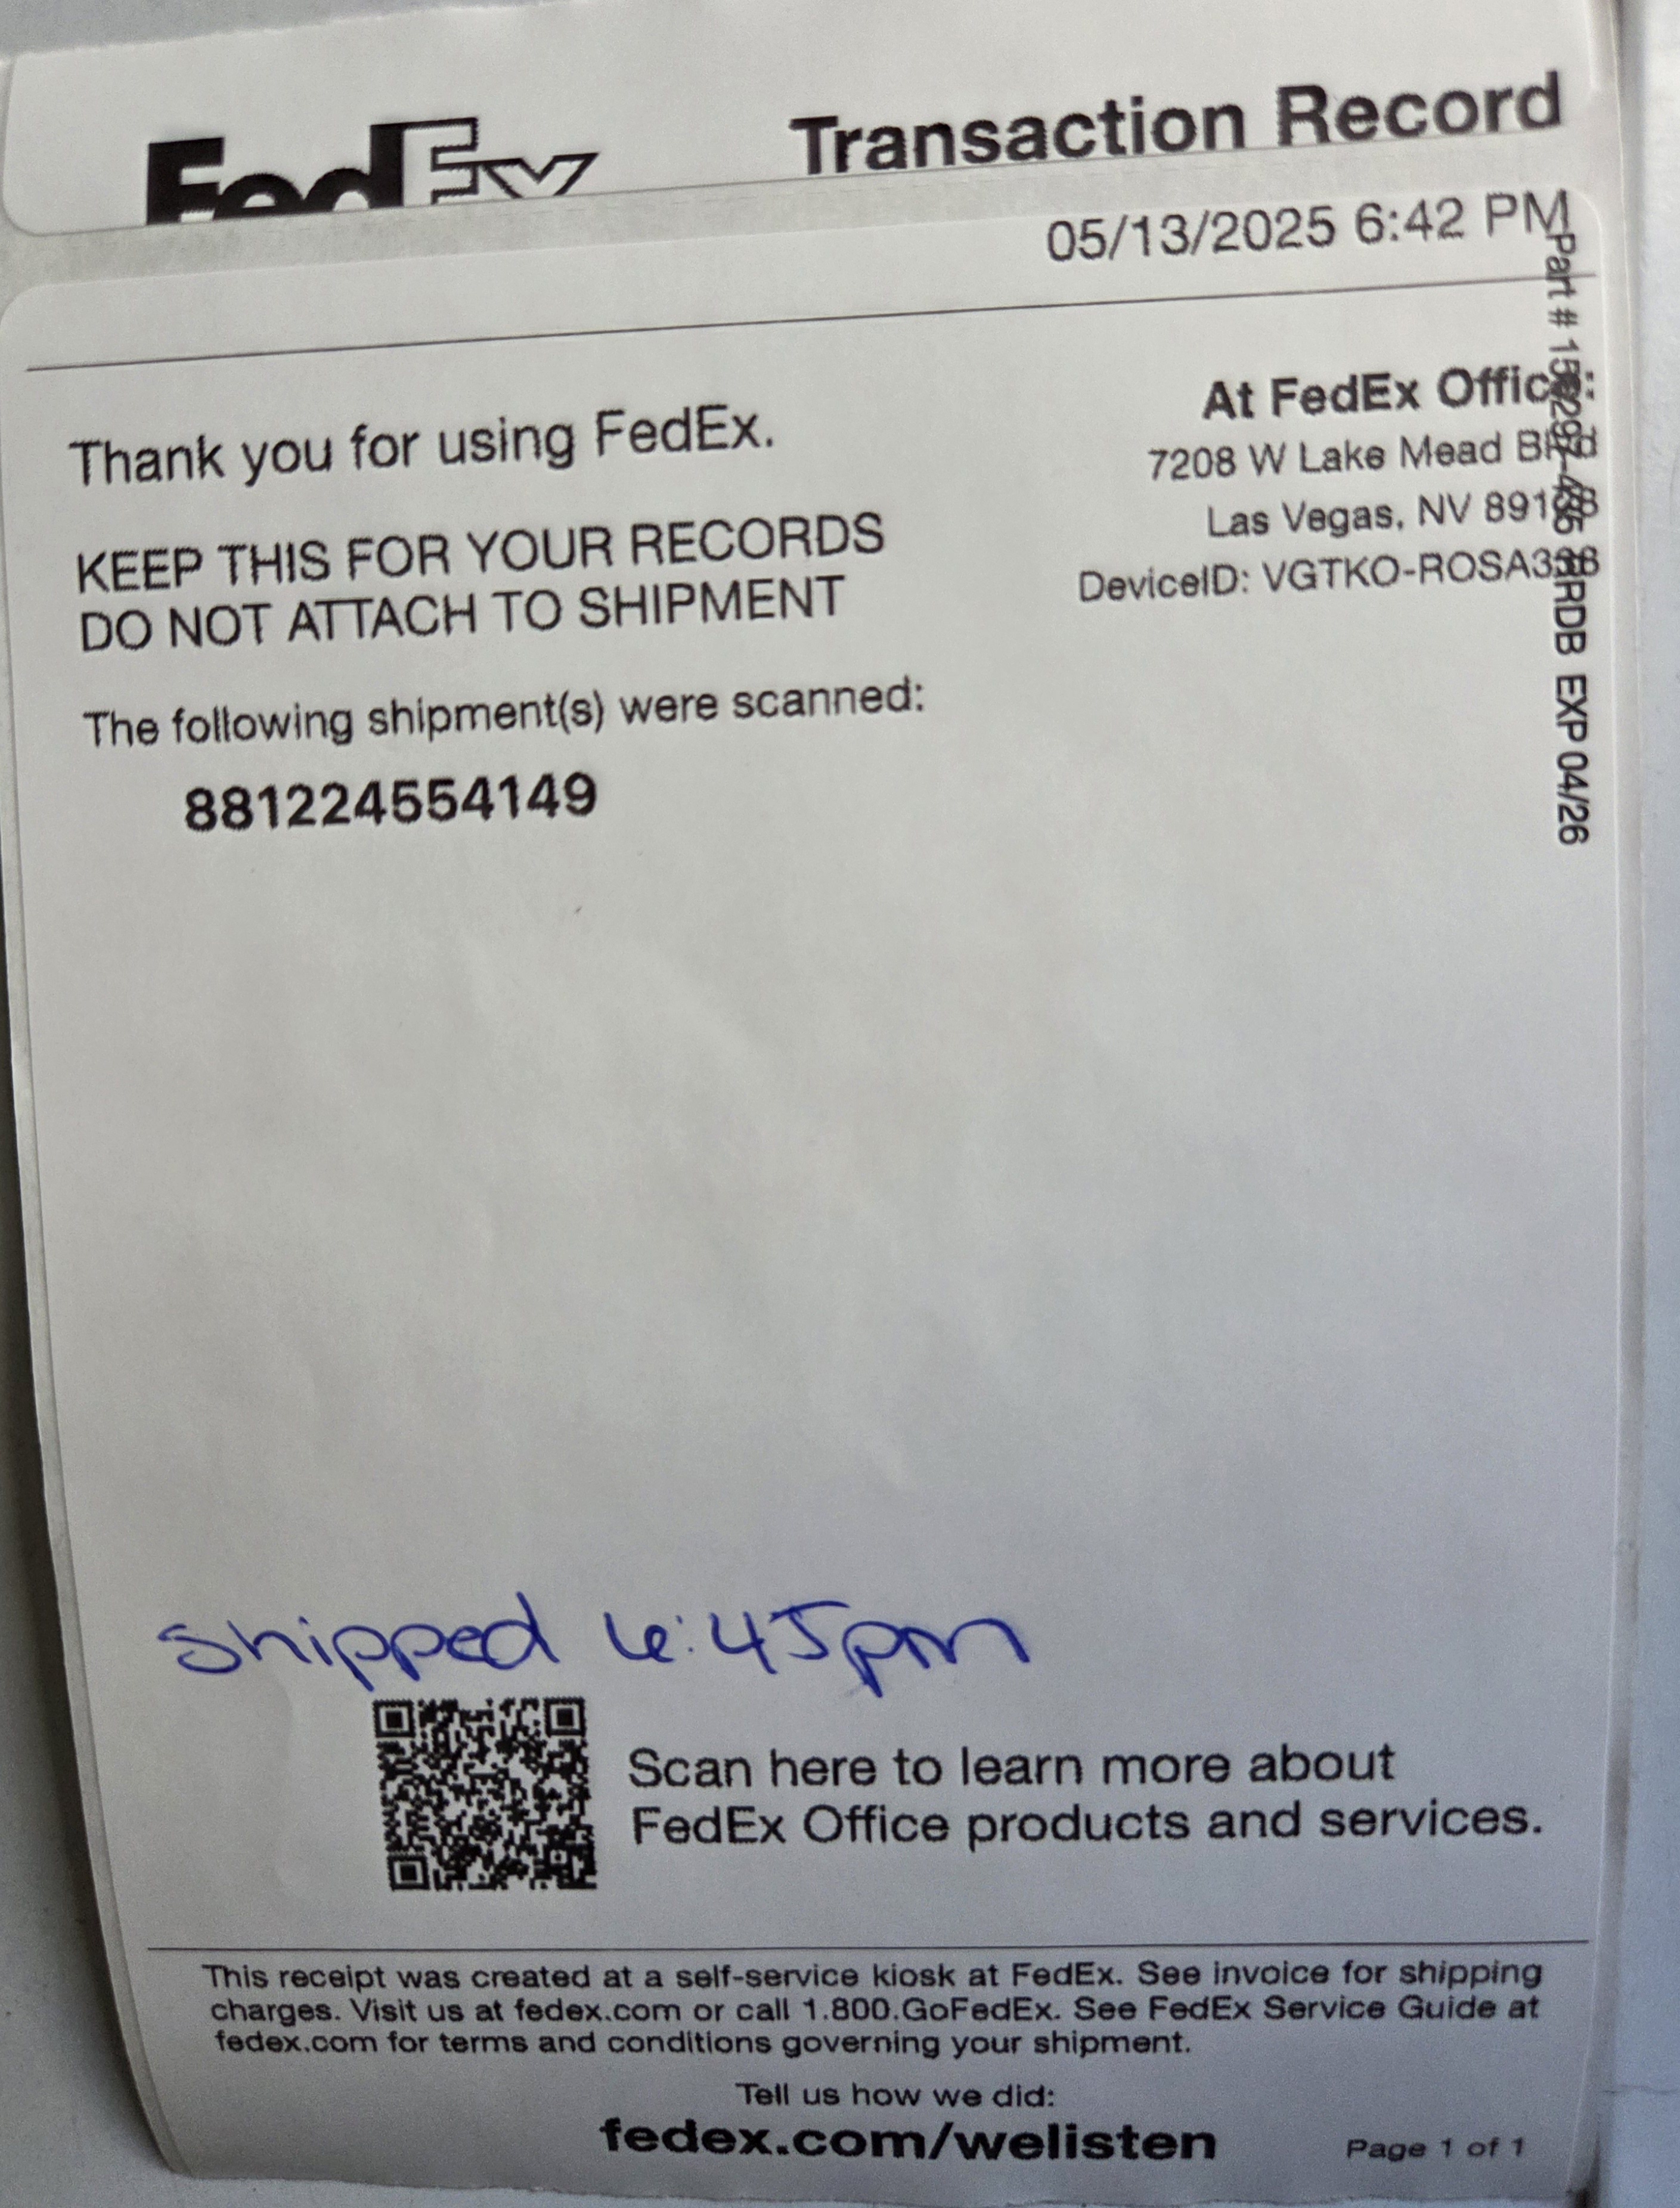 FedEx
Transaction Record
05/13/2025 6:42 PM
Thank you for using FedEx.
KEEP THIS FOR YOUR RECORDS
DO NOT ATTACH TO SHIPMENT
The following shipment(s) were scanned:
881224554149
At FedEx Office:
7208 W Lake Mead Blvd
Las Vegas, NV
DeviceID:
Part #
EXP 04/26
shipped 6:45pm
Scan here to learn more about
FedEx Office products and services.
This receipt was created at a self-service kiosk at FedEx. See invoice for shipping
charges. Visit us at fedex.com or call 1.800.GoFedEx. See FedEx Service Guide at
fedex.com for terms and conditions governing your shipment.
Tell us how we did:
fedex.com/welisten
Page 1 of 1